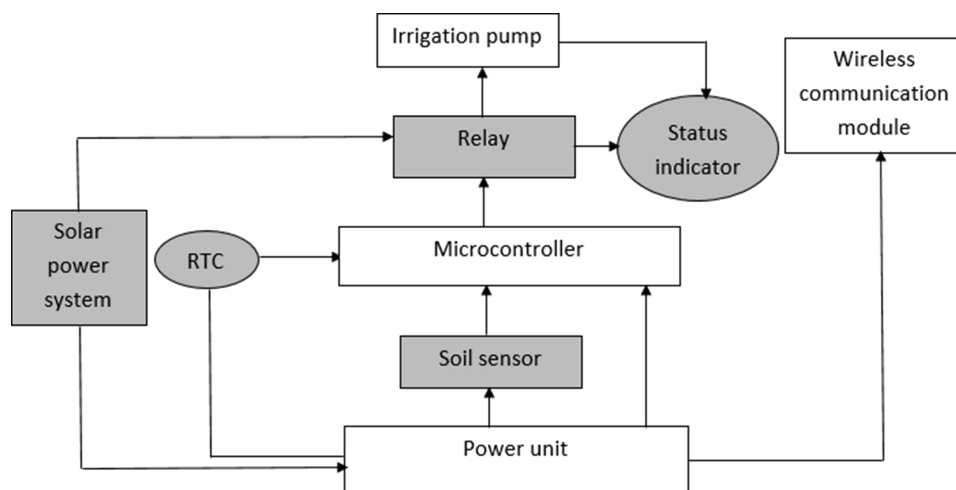 Irrigation pump
Wireless
communication
module
Relay
Status
indicator
Solar
power
system
RTC
Microcontroller
Soil sensor
Power unit